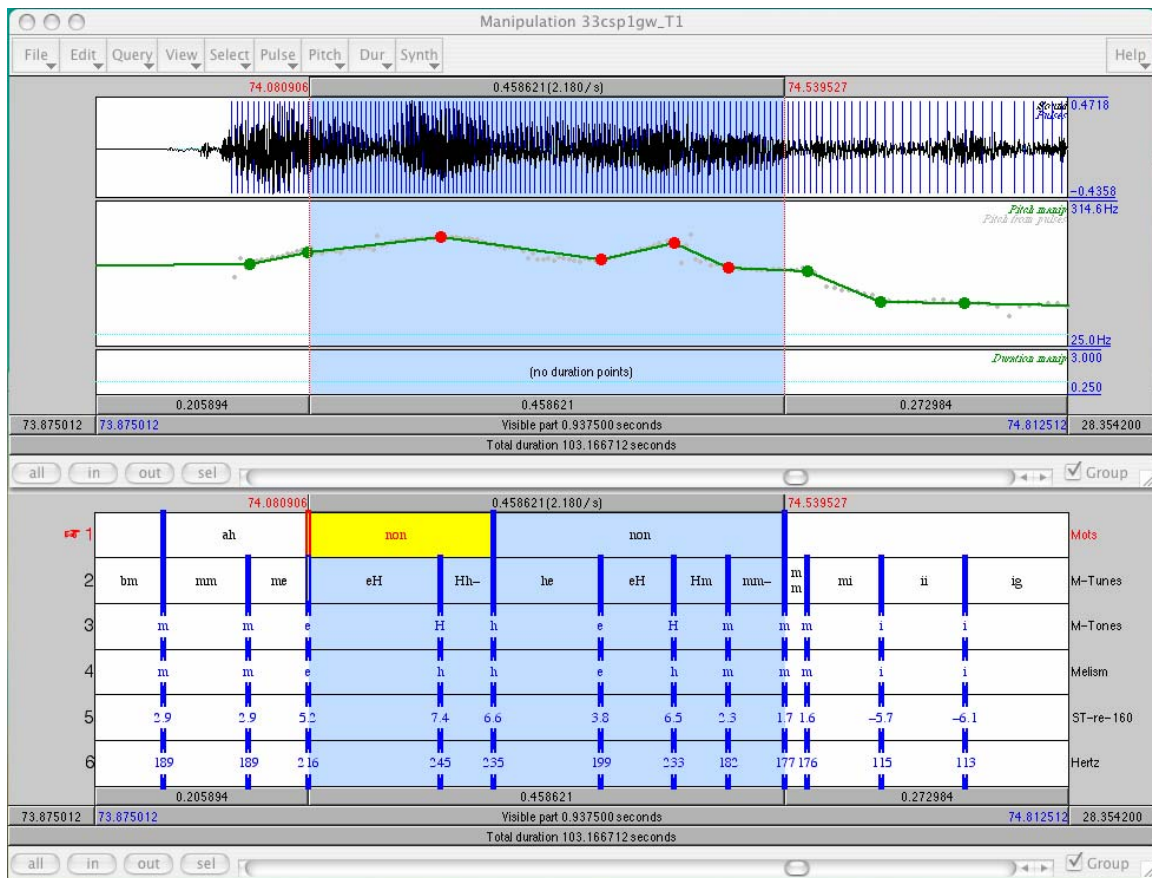 Manipulation 33csp1gw_T1
File Edit Query View Select Pulse Pitch Dur Synth Help
74.080906 0.458621(2.180/s) 74.539527
Sound
Pulses
0.4718
-0.4358
Pitch manip 314.6Hz
Pitch from pulses
25.0Hz
Duration manip 3.000
(no duration points)
0.250
0.205894 0.458621 0.272984
73.875012 73.875012 Visible part 0.937500 seconds 74.812512 28.354200
Total duration 103.166712 seconds
all in out sel Group
74.080906 0.458621(2.180/s) 74.539527
1 ah non non Mots
2 bm mm me eH Hh- he eH Hm mm- mm mi ii ig M-Tunes
3 m m e H h e H m m m i i M-Tones
4 m m e h h e h m m m i i Melism
5 2.9 2.9 5.2 7.4 6.6 3.8 6.5 2.3 1.7 1.6 -5.7 -6.1 ST-re-160
6 189 189 216 245 235 199 233 182 177 176 115 113 Hertz
0.205894 0.458621 0.272984
73.875012 73.875012 Visible part 0.937500 seconds 74.812512 28.354200
Total duration 103.166712 seconds
all in out sel Group